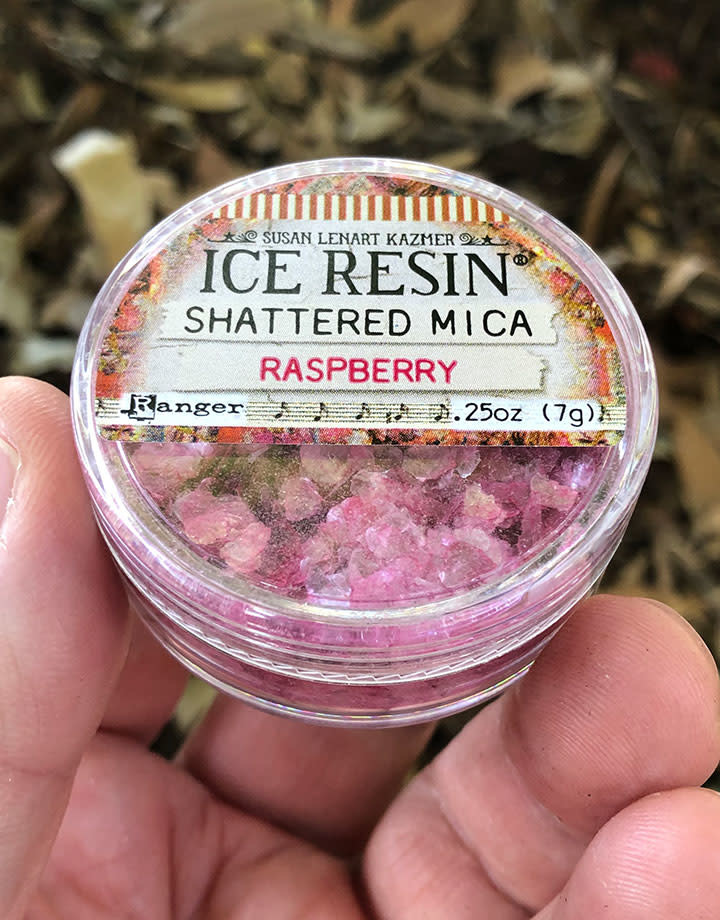 SUSAN LENART KAZMER
ICE RESIN®
SHATTERED MICA
RASPBERRY
Ranger .25oz (7g)